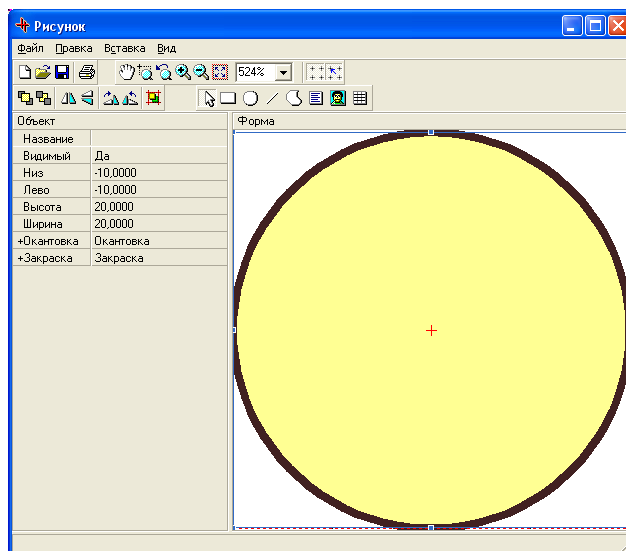 Рисунок
Файл Правка Вставка Вид
524%
Объект
Форма
Название
Видимый Да
Низ -10,0000
Лево -10,0000
Высота 20,0000
Ширина 20,0000
+Окантовка Окантовка
+Закраска Закраска